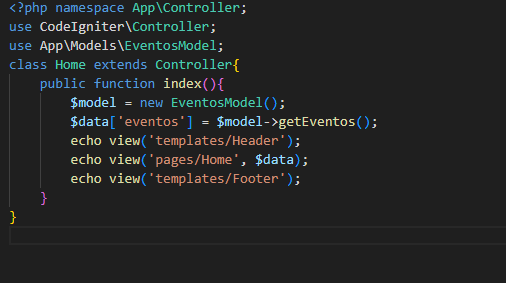 <?php namespace App\Controller;
use CodeIgniter\Controller;
use App\Models\EventosModel;
class Home extends Controller{
    public function index(){
        $model = new EventosModel();
        $data['eventos'] = $model->getEventos();
        echo view('templates/Header');
        echo view('pages/Home', $data);
        echo view('templates/Footer');
    }
}